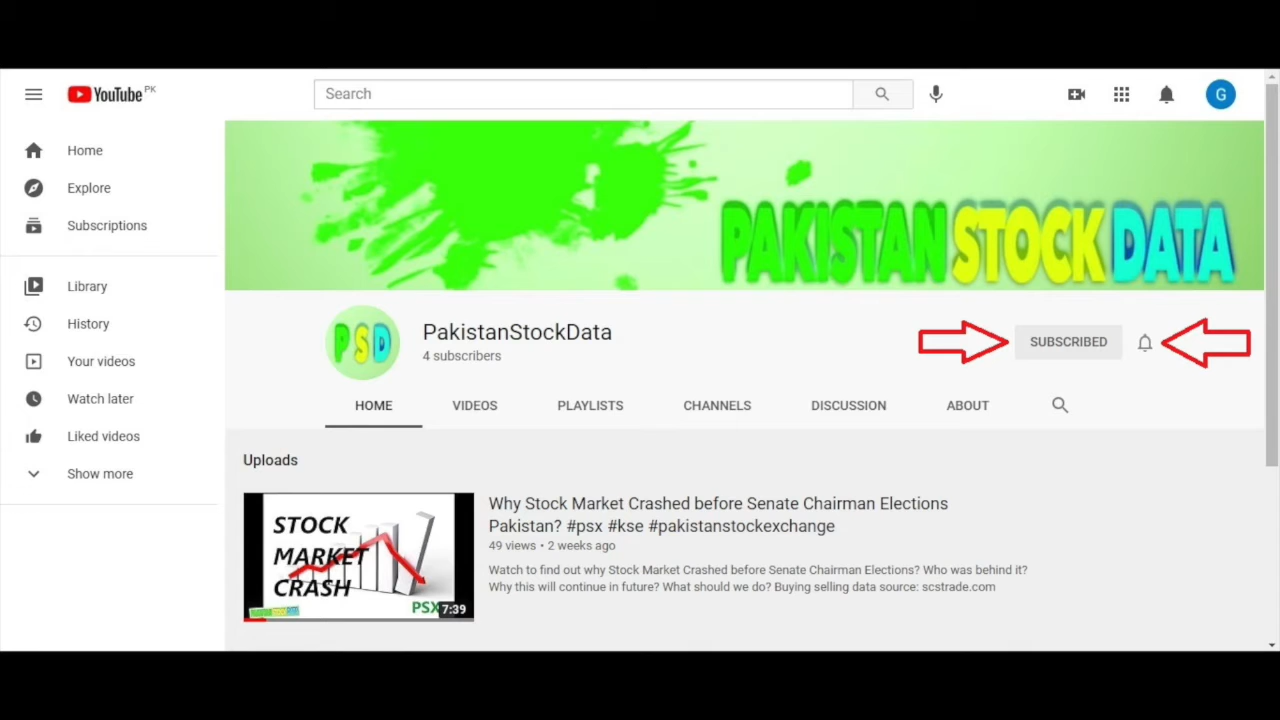 YouTube PK
Search
G
Home
Explore
Subscriptions
Library
History
Your videos
Watch later
Liked videos
Show more
PAKISTAN STOCK DATA
PSD
PakistanStockData
4 subscribers
SUBSCRIBED
HOME VIDEOS PLAYLISTS CHANNELS DISCUSSION ABOUT
Uploads
STOCK
MARKET
CRASH
PAKISTAN STOCK DATA
PSX
7:39
Why Stock Market Crashed before Senate Chairman Elections
Pakistan? #psx #kse #pakistanstockexchange
49 views • 2 weeks ago
Watch to find out why Stock Market Crashed before Senate Chairman Elections? Who was behind it?
Why this will continue in future? What should we do? Buying selling data source: scstrade.com